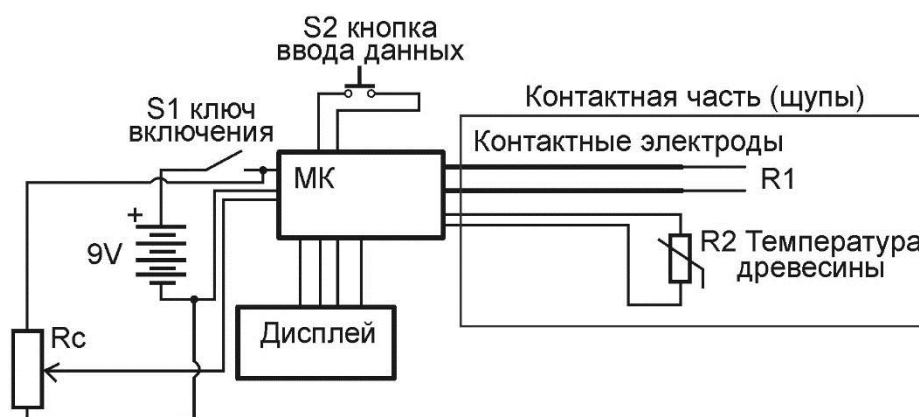 S2 кнопка
ввода данных
S1 ключ
включения
Контактная часть (щупы)
Контактные электроды
МК
R1
+
9V
R2 Температура
древесины
Дисплей
Rc